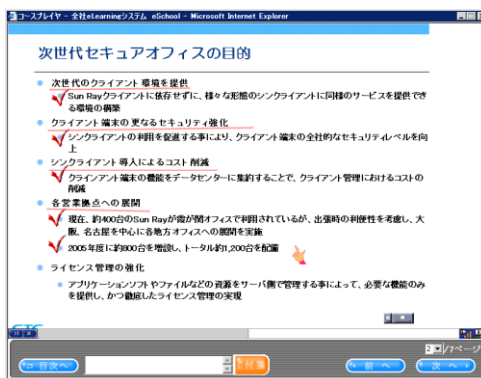 コースプレイヤ - 全社eLearningシステム eSchool - Microsoft Internet Explorer
次世代セキュアオフィスの目的
次世代のクライアント環境を提供
Sun Rayクライアントに依存せずに、様々な形態のシンクライアントに同様のサービスを提供でき
る環境の構築
クライアント端末の更なるセキュリティ強化
シンクライアントの利用を促進する事により、クライアント端末の全社的なセキュリティレベルを向
上
シンクライアント導入によるコスト削減
クラインアント端末の機能をデータセンターに集約することで、クライアント管理におけるコストの
削減
各営業拠点への展開
現在、約400台のSun Rayが霞が関オフィスで利用されているが、出張時の利便性を考慮し、大
阪、名古屋を中心に各地方オフィスへの展開を実施
2005年度に約800台を増設し、トータル約1,200台を配備
ライセンス管理の強化
アプリケーションソフトやファイルなどの資源をサーバ側で管理する事によって、必要な機能のみ
を提供し、かつ徹底したライセンス管理の実現
CTC
2 /7ページ
目次へ
付箋
前へ
次へ